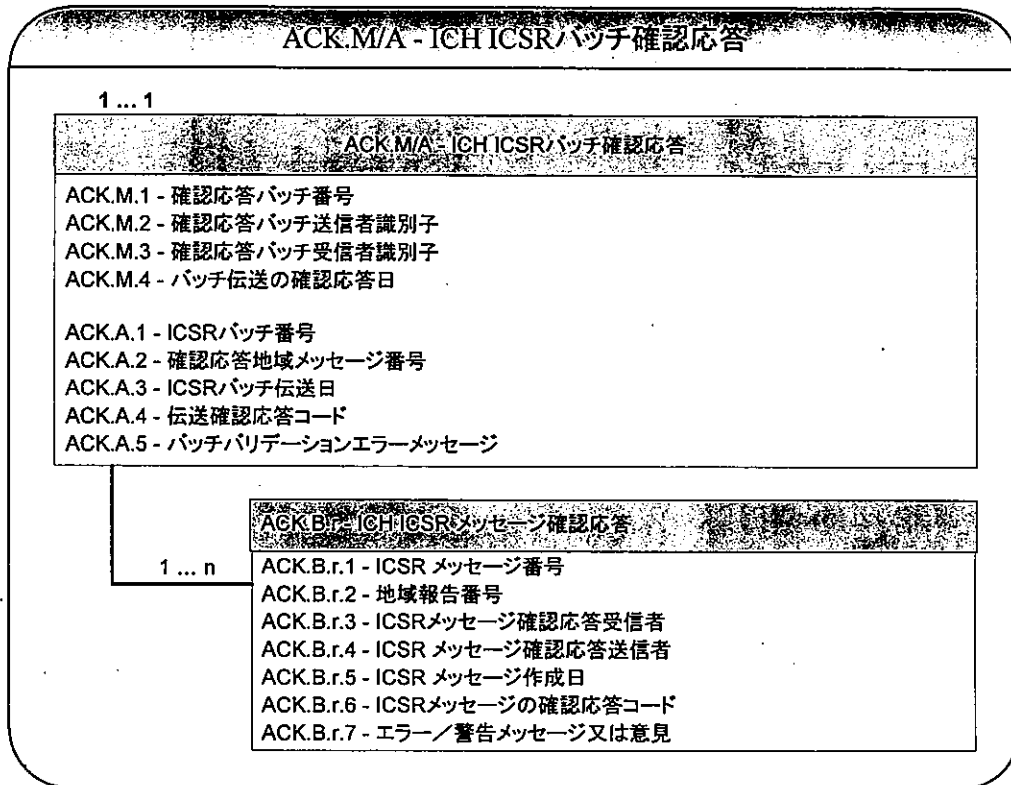 ACK.M/A - ICH ICSRバッチ確認応答
1 ... 1
ACK.M/A - ICH ICSRバッチ確認応答
ACK.M.1 - 確認応答バッチ番号
ACK.M.2 - 確認応答バッチ送信者識別子
ACK.M.3 - 確認応答バッチ受信者識別子
ACK.M.4 - バッチ伝送の確認応答日
ACK.A.1 - ICSRバッチ番号
ACK.A.2 - 確認応答地域メッセージ番号
ACK.A.3 - ICSRバッチ伝送日
ACK.A.4 - 伝送確認応答コード
ACK.A.5 - バッチバリデーションエラーメッセージ
ACK.B.r - ICH ICSRメッセージ確認応答
1 ... n
ACK.B.r.1 - ICSR メッセージ番号
ACK.B.r.2 - 地域報告番号
ACK.B.r.3 - ICSRメッセージ確認応答受信者
ACK.B.r.4 - ICSR メッセージ確認応答送信者
ACK.B.r.5 - ICSR メッセージ作成日
ACK.B.r.6 - ICSRメッセージの確認応答コード
ACK.B.r.7 - エラー／警告メッセージ又は意見